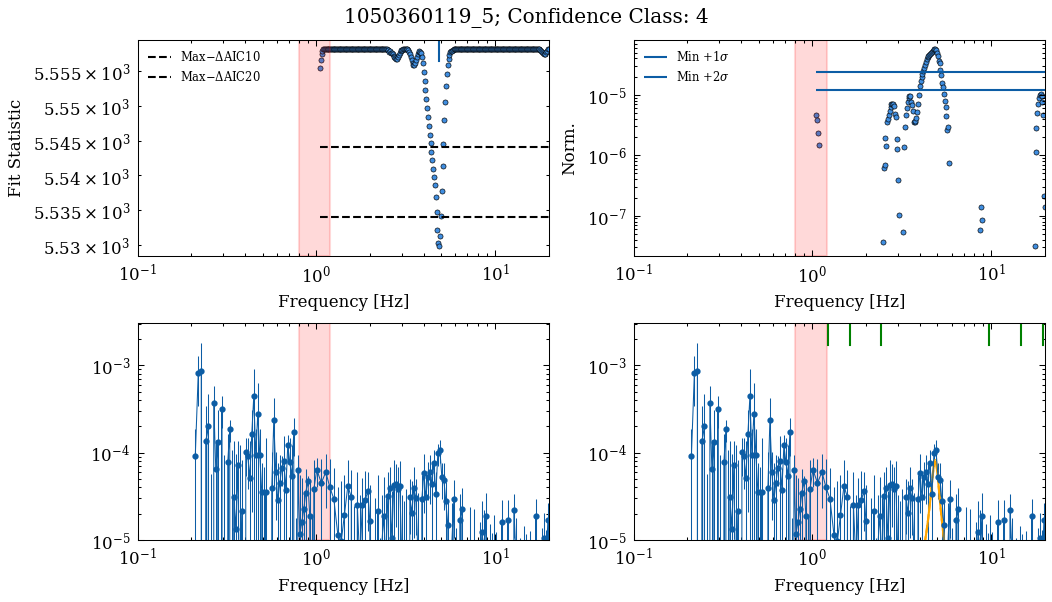 1050360119_5; Confidence Class: 4
Max−ΔAIC10
Max−ΔAIC20
5.555 × 10³
5.55 × 10³
5.545 × 10³
5.54 × 10³
5.535 × 10³
5.53 × 10³
Fit Statistic
10⁻¹ 10⁰ 10¹
Frequency [Hz]
Min +1σ
Min +2σ
10⁻⁵
10⁻⁶
10⁻⁷
Norm.
10⁻¹ 10⁰ 10¹
Frequency [Hz]
10⁻³
10⁻⁴
10⁻⁵
10⁻¹ 10⁰ 10¹
Frequency [Hz]
10⁻³
10⁻⁴
10⁻⁵
10⁻¹ 10⁰ 10¹
Frequency [Hz]